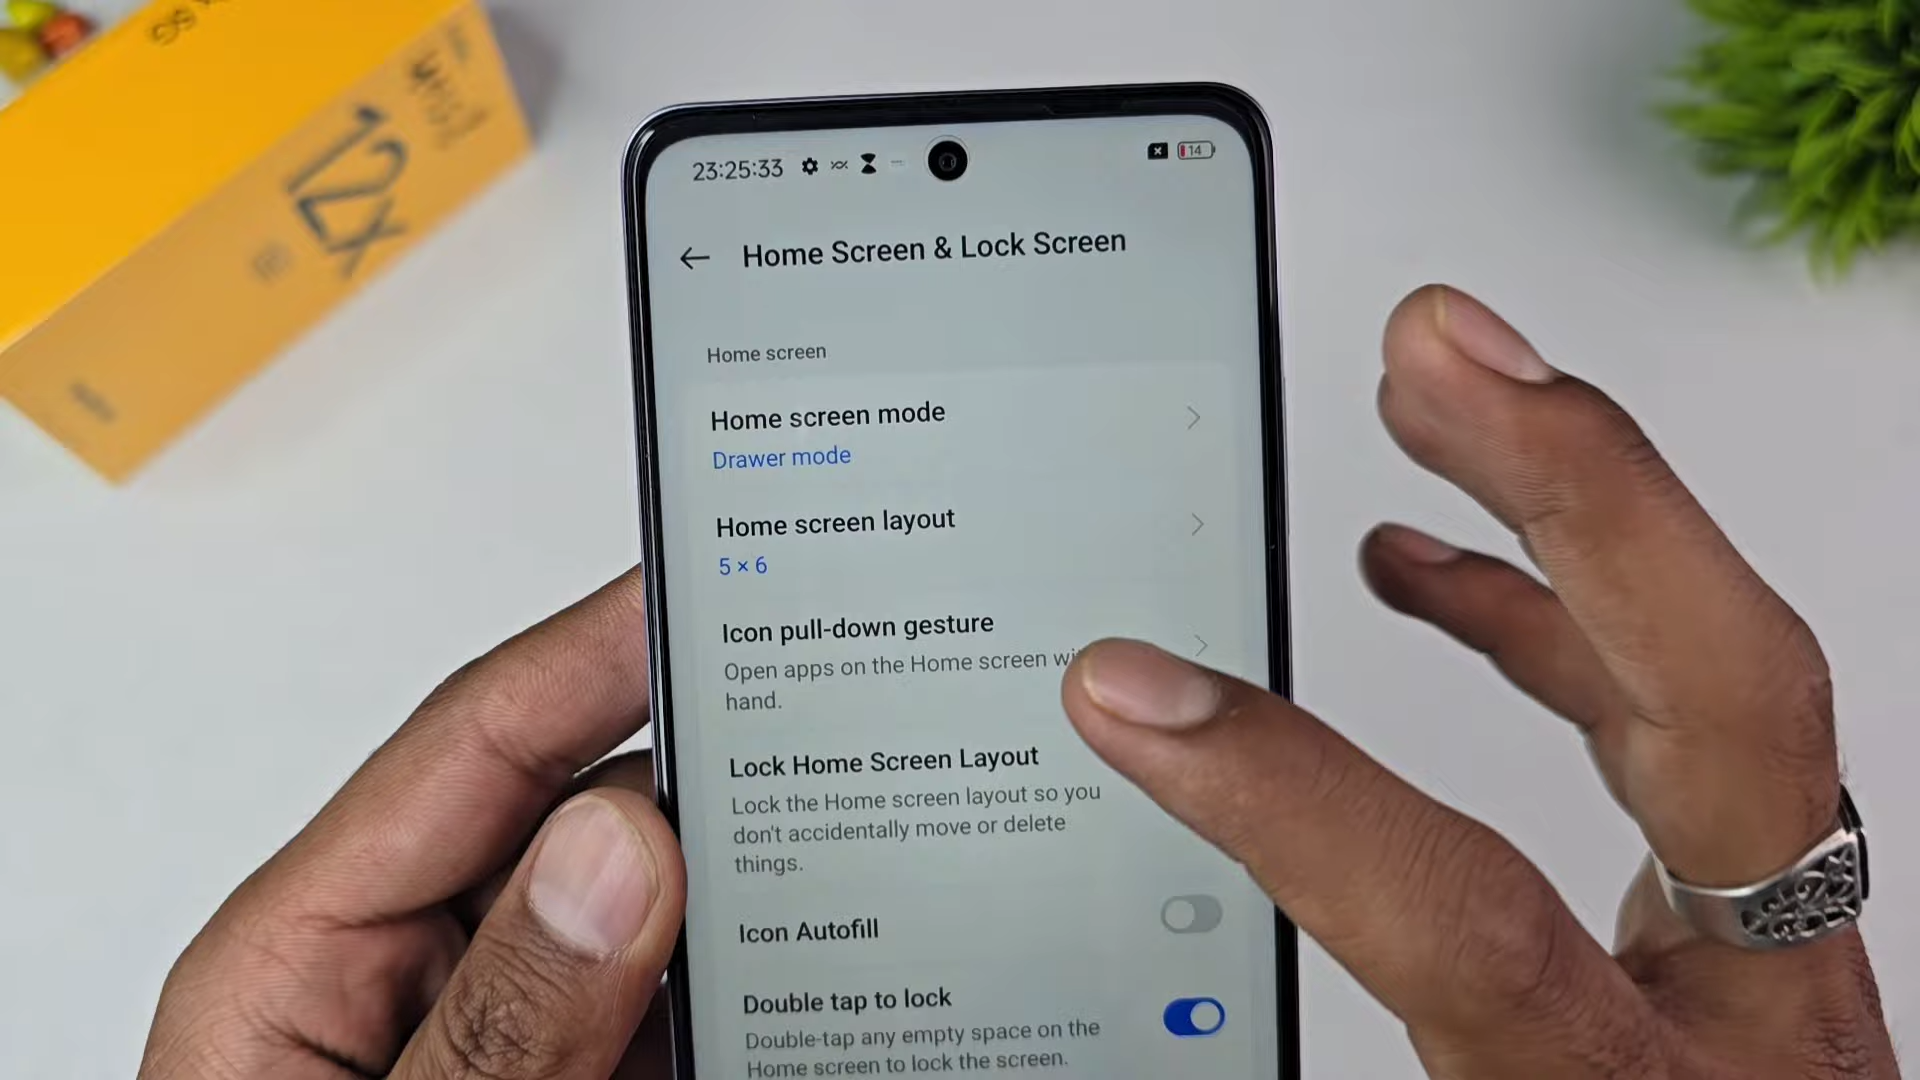 12x
23:25:33
14
Home Screen & Lock Screen
Home screen
Home screen mode
Drawer mode
Home screen layout
5 × 6
Icon pull-down gesture
Open apps on the Home screen
hand.
Lock Home Screen Layout
Lock the Home screen layout so you
don't accidentally move or delete
things.
Icon Autofill
Double tap to lock
Double-tap any empty space on the
Home screen to lock the screen.